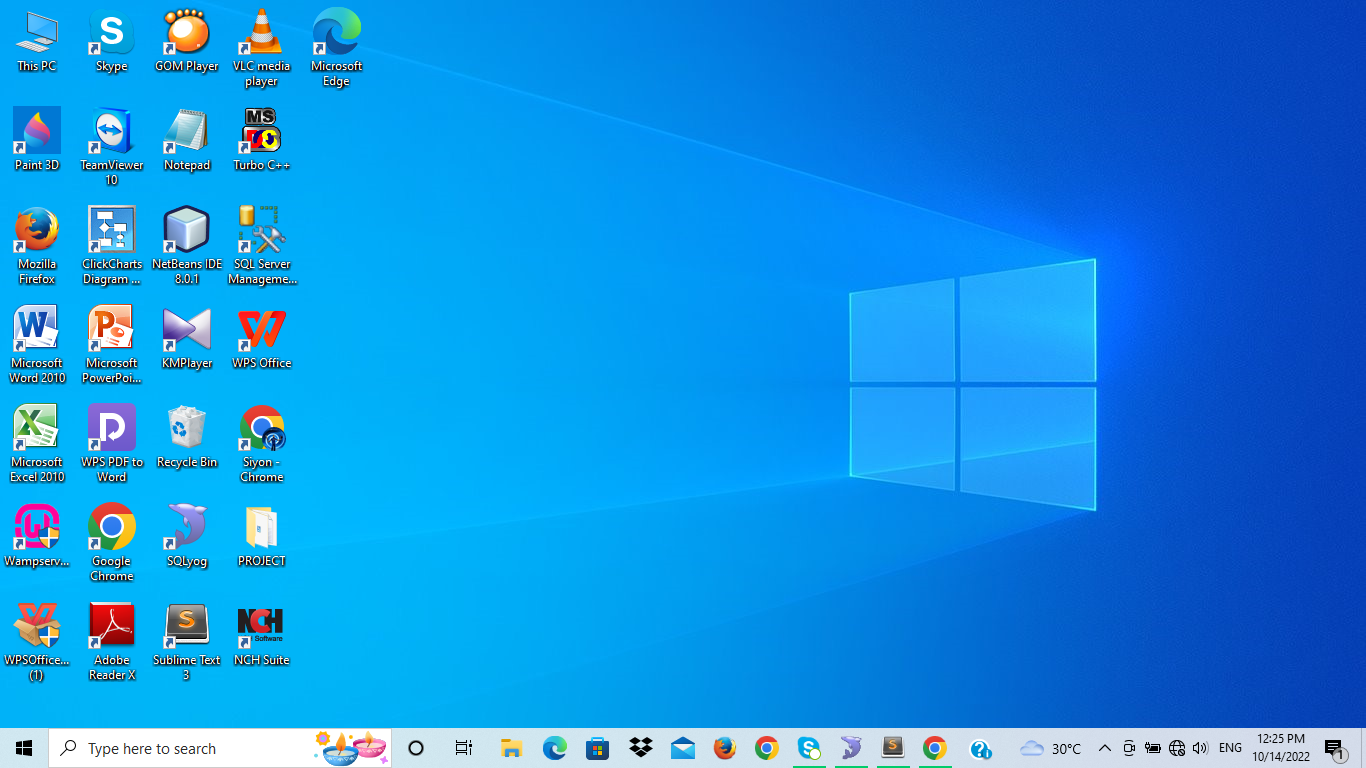 This PC
Skype
GOM Player
VLC media
player
Microsoft
Edge
Paint 3D
TeamViewer
10
Notepad
MS
Turbo C++
Mozilla
Firefox
ClickCharts
Diagram ...
NetBeans IDE
8.0.1
SQL Server
Manageme...
Microsoft
Word 2010
Microsoft
PowerPoi...
KMPlayer
WPS Office
Microsoft
Excel 2010
WPS PDF to
Word
Recycle Bin
Siyon -
Chrome
Wampserv...
Google
Chrome
SQLyog
PROJECT
WPSOffice...
(1)
Adobe
Reader X
Sublime Text
3
NCH
Software
NCH Suite
Type here to search
30°C
ENG
12:25 PM
10/14/2022
1